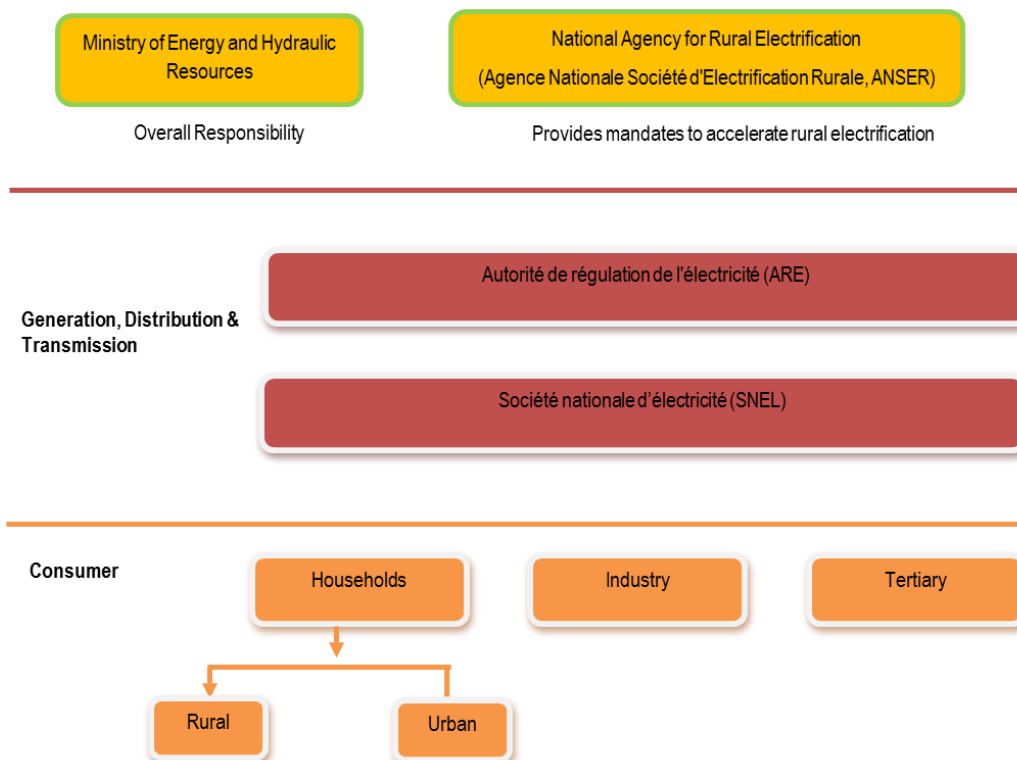 Ministry of Energy and Hydraulic
Resources
National Agency for Rural Electrification
(Agence Nationale Société d'Electrification Rurale, ANSER)
Overall Responsibility
Provides mandates to accelerate rural electrification
Autorité de régulation de l'électricité (ARE)
Generation, Distribution &
Transmission
Société nationale d’électricité (SNEL)
Consumer
Households
Industry
Tertiary
Rural
Urban